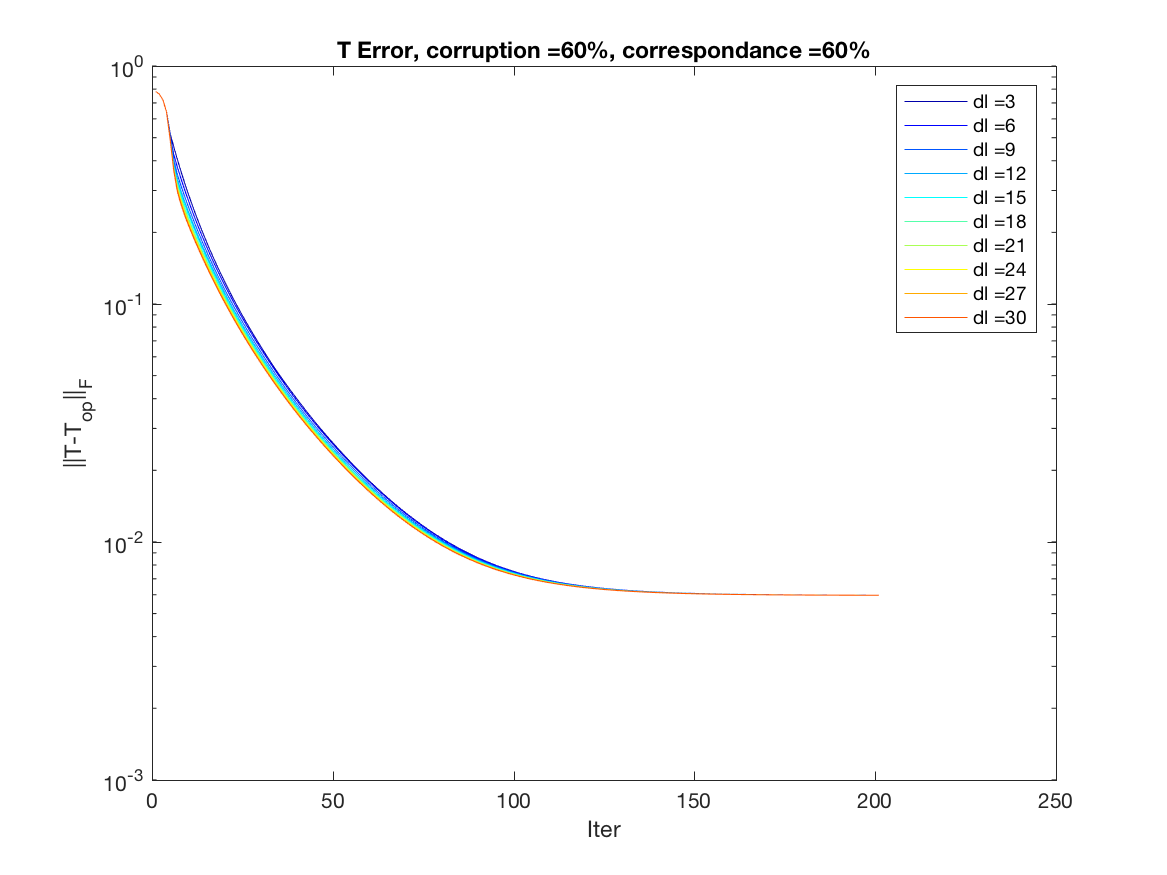 T Error, corruption =60%, correspondance =60%
10^0
10^-1
10^-2
10^-3
||T-T_op||_F
0 50 100 150 200 250
Iter
dl =3
dl =6
dl =9
dl =12
dl =15
dl =18
dl =21
dl =24
dl =27
dl =30